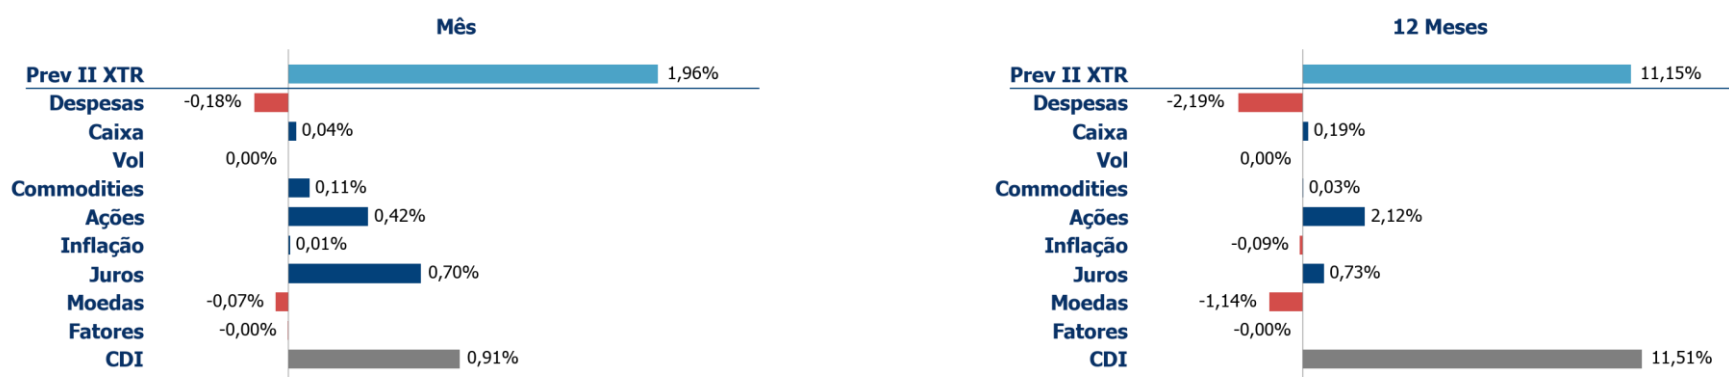 Mês
Prev II XTR 1,96%
Despesas -0,18%
Caixa 0,04%
Vol 0,00%
Commodities 0,11%
Ações 0,42%
Inflação 0,01%
Juros 0,70%
Moedas -0,07%
Fatores -0,00%
CDI 0,91%
12 Meses
Prev II XTR 11,15%
Despesas -2,19%
Caixa 0,19%
Vol 0,00%
Commodities 0,03%
Ações 2,12%
Inflação -0,09%
Juros 0,73%
Moedas -1,14%
Fatores -0,00%
CDI 11,51%